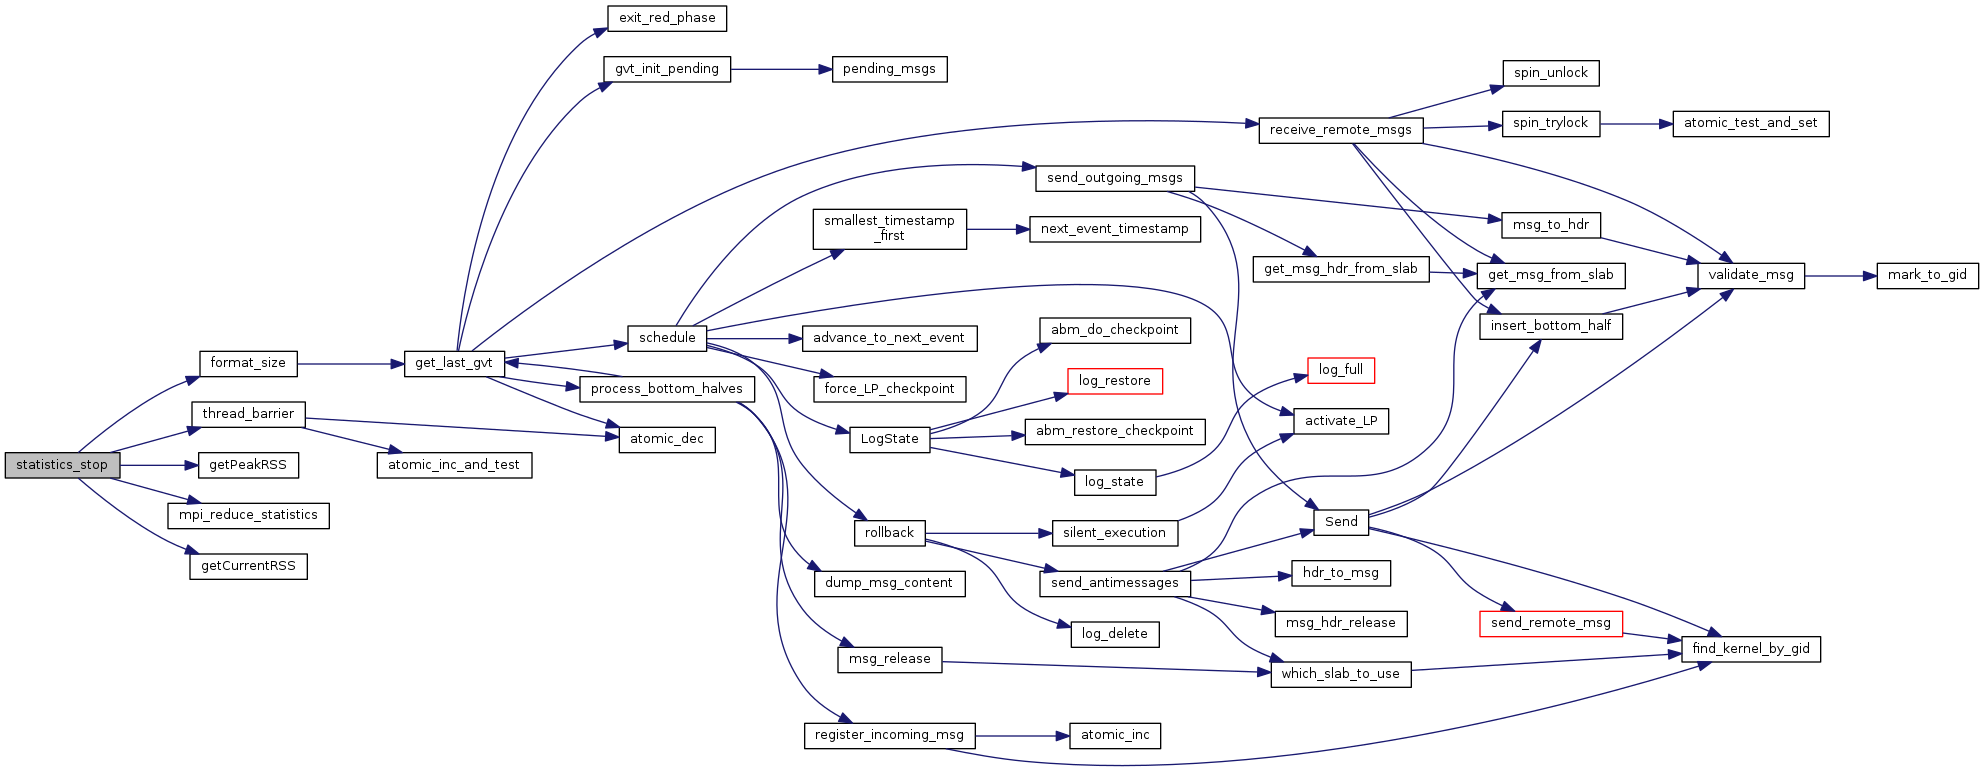 exit_red_phase
gvt_init_pending
pending_msgs
spin_unlock
receive_remote_msgs
spin_trylock
atomic_test_and_set
send_outgoing_msgs
smallest_timestamp
_first
next_event_timestamp
msg_to_hdr
get_msg_hdr_from_slab
get_msg_from_slab
validate_msg
mark_to_gid
schedule
advance_to_next_event
abm_do_checkpoint
insert_bottom_half
format_size
get_last_gvt
process_bottom_halves
force_LP_checkpoint
log_restore
log_full
thread_barrier
atomic_dec
LogState
abm_restore_checkpoint
activate_LP
statistics_stop
getPeakRSS
atomic_inc_and_test
log_state
mpi_reduce_statistics
rollback
silent_execution
Send
getCurrentRSS
dump_msg_content
send_antimessages
hdr_to_msg
log_delete
msg_hdr_release
send_remote_msg
msg_release
which_slab_to_use
find_kernel_by_gid
register_incoming_msg
atomic_inc